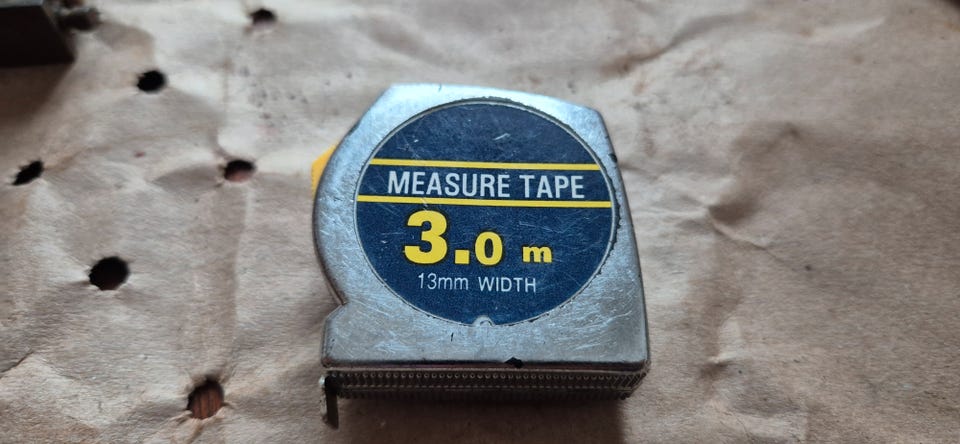 MEASURE TAPE
3.0 m
13mm WIDTH